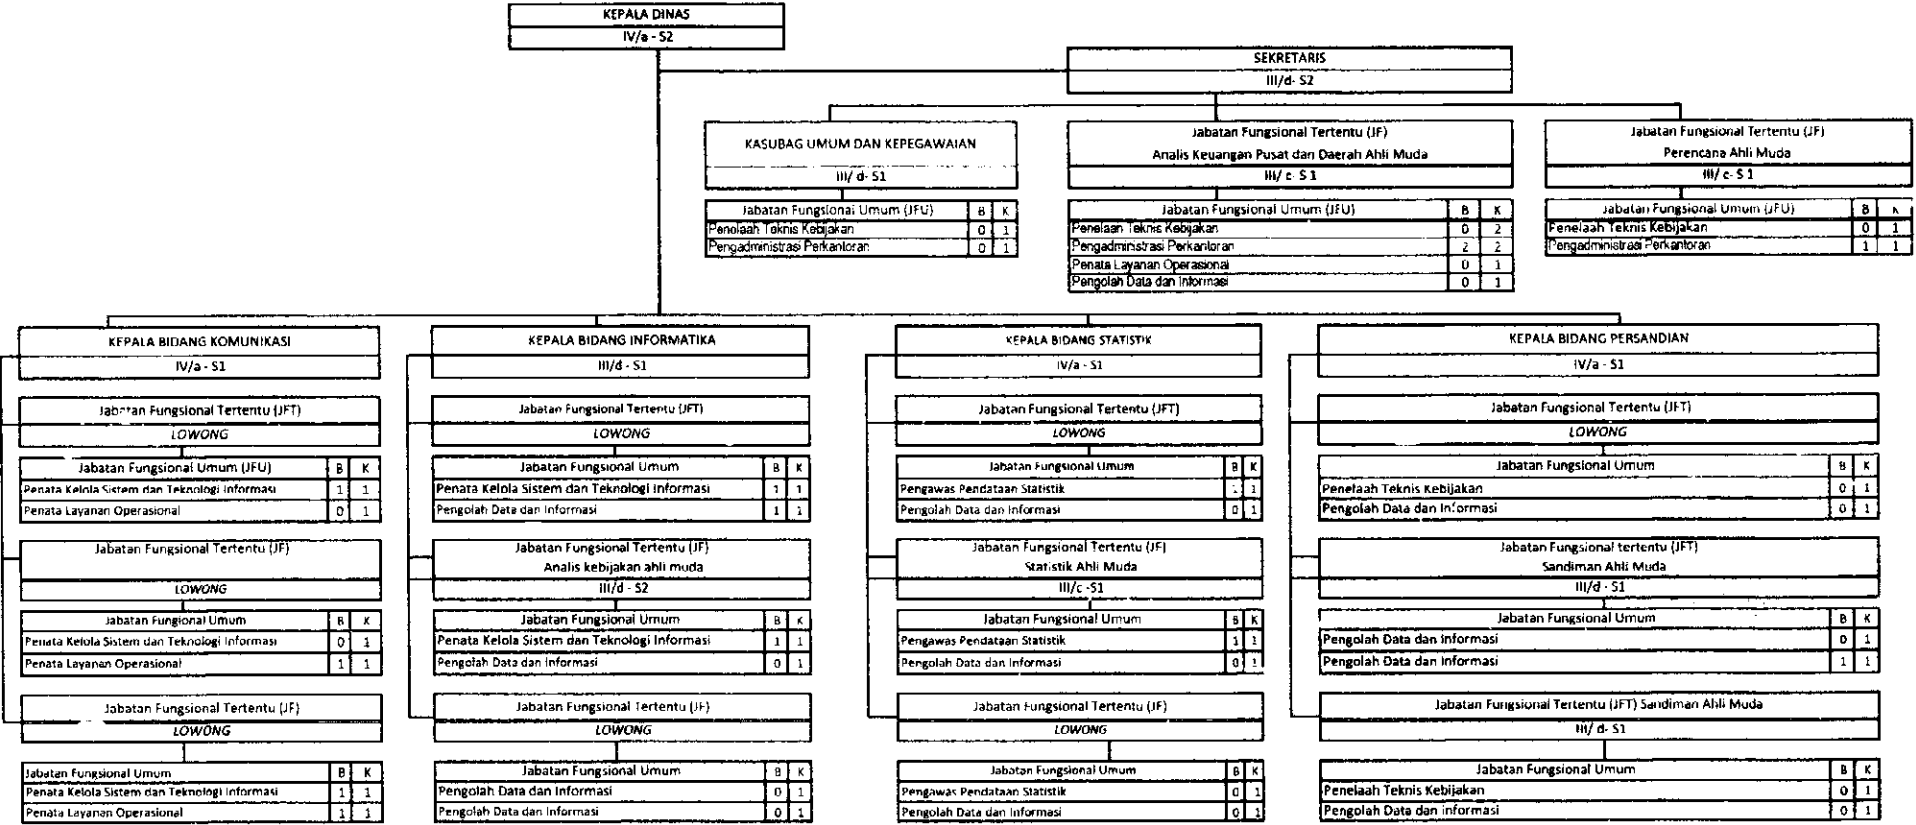 KEPALA DINAS
IV/a - S2
SEKRETARIS
III/d- S2
KASUBAG UMUM DAN KEPEGAWAIAN
III/ d- S1
Jabatan Fungsional Umum (JFU) B K
Penelaah Teknis Kebijakan 0 1
Pengadministrasi Perkantoran 0 1
Jabatan Fungsional Tertentu (JF)
Analis Keuangan Pusat dan Daerah Ahli Muda
III/ c- S 1
Jabatan Fungsional Umum (JFU) B K
Penelaan Teknis Kebijakan 0 2
Pengadministrasi Perkantoran 2 2
Penata Layanan Operasional 0 1
Pengolah Data dan Informasi 0 1
Jabatan Fungsional Tertentu (JF)
Perencana Ahli Muda
III/ c- S 1
Jabatan Fungsional Umum (JFU) B K
Penelaah Teknis Kebijakan 0 1
Pengadministrasi Perkantoran 1 1
KEPALA BIDANG KOMUNIKASI
IV/a - S1
Jabatan Fungsional Tertentu (JFT)
LOWONG
Jabatan Fungsional Umum (JFU) B K
Penata Kelola Sistem dan Teknologi Informasi 1 1
Penata Layanan Operasional 0 1
Jabatan Fungsional Tertentu (JF)
LOWONG
Jabatan Fungsional Umum B K
Penata Kelola Sistem dan Teknologi Informasi 0 1
Penata Layanan Operasional 1 1
Jabatan Fungsional Tertentu (JF)
LOWONG
Jabatan Fungsional Umum B K
Penata Kelola Sistem dan Teknologi Informasi 1 1
Penata Layanan Operasional 1 1
KEPALA BIDANG INFORMATIKA
III/d - S1
Jabatan Fungsional Tertentu (JFT)
LOWONG
Jabatan Fungsional Umum B K
Penata Kelola Sistem dan Teknologi Informasi 1 1
Pengolah Data dan Informasi 1 1
Jabatan Fungsional Tertentu (JF)
Analis kebijakan ahli muda
III/d - S2
Jabatan Fungsional Umum B K
Penata Kelola Sistem dan Teknologi Informasi 1 1
Pengolah Data dan Informasi 0 1
Jabatan Fungsional Tertentu (JF)
LOWONG
Jabatan Fungsional Umum B K
Pengolah Data dan Informasi 0 1
Pengolah Data dan Informasi 0 1
KEPALA BIDANG STATISTIK
IV/a - S1
Jabatan Fungsional Tertentu (JFT)
LOWONG
Jabatan Fungsional Umum B K
Pengawas Pendataan Statistik 1 1
Pengolah Data dan Informasi 0 1
Jabatan Fungsional Tertentu (JF)
Statistik Ahli Muda
III/c -S1
Jabatan Fungsional Umum B K
Pengawas Pendataan Statistik 1 1
Pengolah Data dan Informasi 0 1
Jabatan Fungsional Tertentu (JF)
LOWONG
Jabatan Fungsional Umum B K
Pengawas Pendataan Statistik 0 1
Pengolah Data dan Informasi 0 1
KEPALA BIDANG PERSANDIAN
IV/a - S1
Jabatan Fungsional Tertentu (JFT)
LOWONG
Jabatan Fungsional Umum B K
Penelaah Teknis Kebijakan 0 1
Pengolah Data dan Informasi 0 1
Jabatan Fungsional tertentu (JFT)
Sandiman Ahli Muda
III/d - S1
Jabatan Fungsional Umum B K
Pengolah Data dan Informasi 0 1
Pengolah Data dan Informasi 1 1
Jabatan Fungsional Tertentu (JFT) Sandiman Ahli Muda
III/ d- S1
Jabatan Fungsional Umum B K
Penelaah Teknis Kebijakan 0 1
Pengolah Data dan informasi 0 1